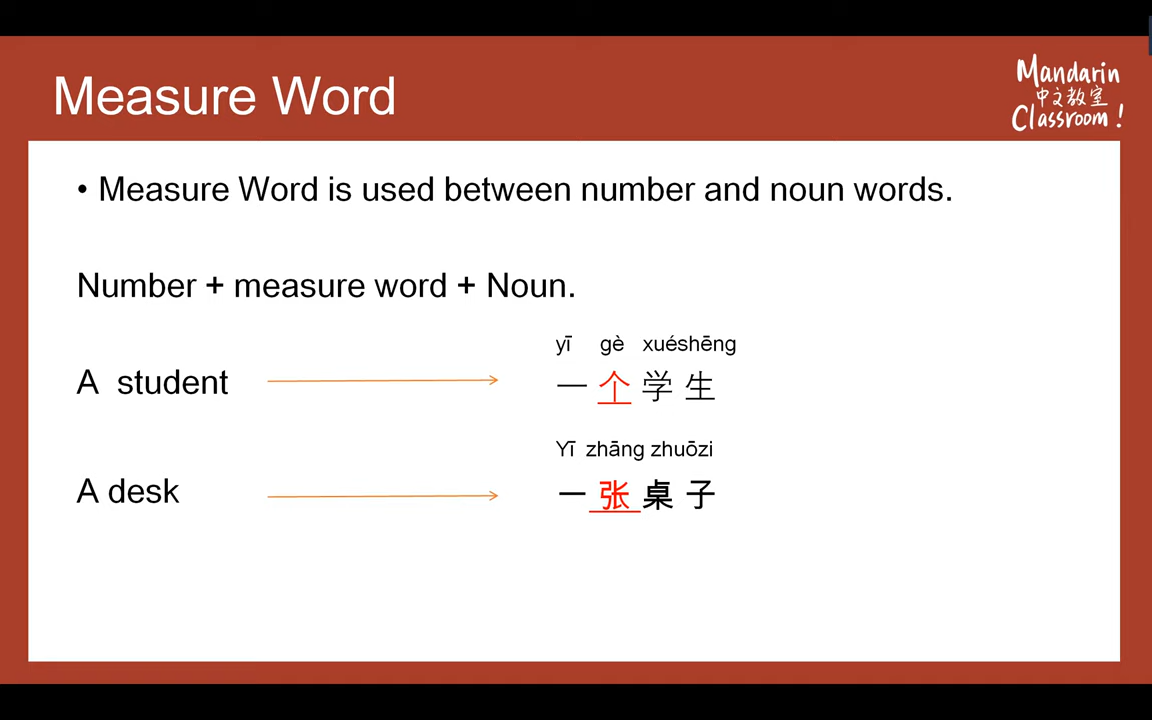 Measure Word
Mandarin
中文教室
Classroom!
• Measure Word is used between number and noun words.
Number + measure word + Noun.
yī gè xuéshēng
A student
一个学生
Yī zhāng zhuōzi
A desk
一张桌子